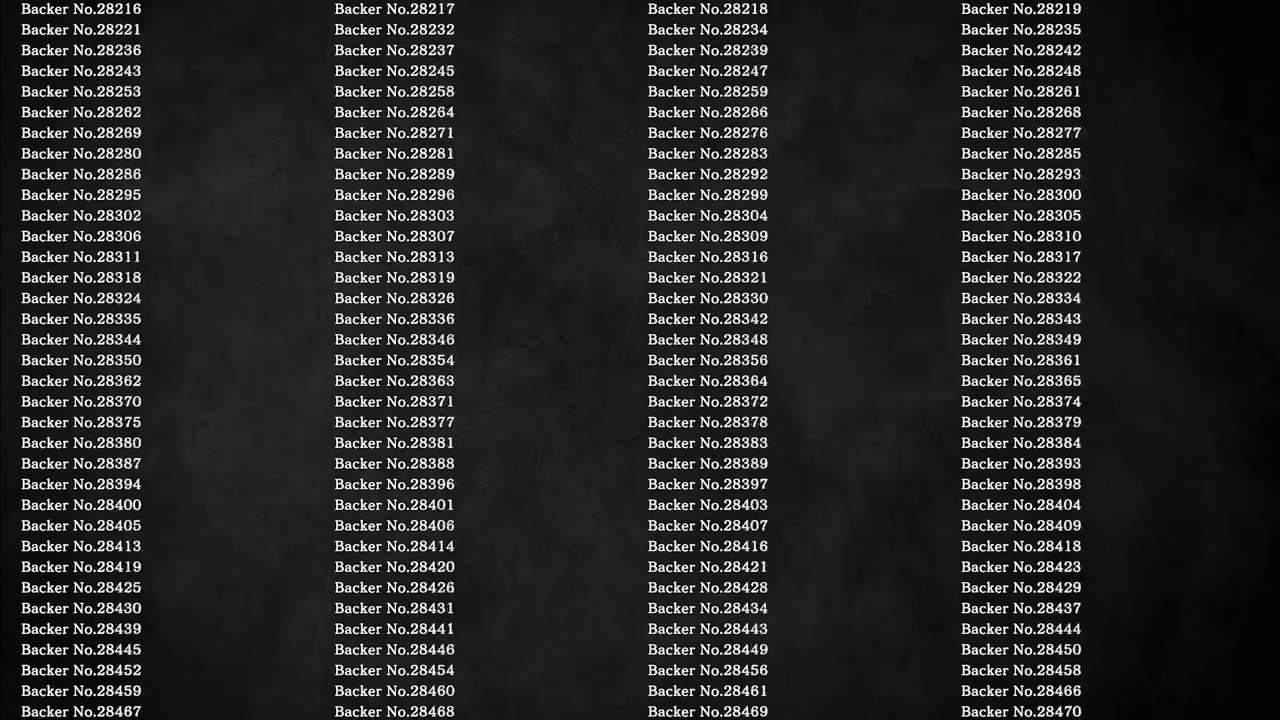 Backer No.28216 Backer No.28217 Backer No.28218 Backer No.28219
Backer No.28221 Backer No.28232 Backer No.28234 Backer No.28235
Backer No.28236 Backer No.28237 Backer No.28239 Backer No.28242
Backer No.28243 Backer No.28245 Backer No.28247 Backer No.28248
Backer No.28253 Backer No.28258 Backer No.28259 Backer No.28261
Backer No.28262 Backer No.28264 Backer No.28266 Backer No.28268
Backer No.28269 Backer No.28271 Backer No.28276 Backer No.28277
Backer No.28280 Backer No.28281 Backer No.28283 Backer No.28285
Backer No.28286 Backer No.28289 Backer No.28292 Backer No.28293
Backer No.28295 Backer No.28296 Backer No.28299 Backer No.28300
Backer No.28302 Backer No.28303 Backer No.28304 Backer No.28305
Backer No.28306 Backer No.28307 Backer No.28309 Backer No.28310
Backer No.28311 Backer No.28313 Backer No.28316 Backer No.28317
Backer No.28318 Backer No.28319 Backer No.28321 Backer No.28322
Backer No.28324 Backer No.28326 Backer No.28330 Backer No.28334
Backer No.28335 Backer No.28336 Backer No.28342 Backer No.28343
Backer No.28344 Backer No.28346 Backer No.28348 Backer No.28349
Backer No.28350 Backer No.28354 Backer No.28356 Backer No.28361
Backer No.28362 Backer No.28363 Backer No.28364 Backer No.28365
Backer No.28370 Backer No.28371 Backer No.28372 Backer No.28374
Backer No.28375 Backer No.28377 Backer No.28378 Backer No.28379
Backer No.28380 Backer No.28381 Backer No.28383 Backer No.28384
Backer No.28387 Backer No.28388 Backer No.28389 Backer No.28393
Backer No.28394 Backer No.28396 Backer No.28397 Backer No.28398
Backer No.28400 Backer No.28401 Backer No.28403 Backer No.28404
Backer No.28405 Backer No.28406 Backer No.28407 Backer No.28409
Backer No.28413 Backer No.28414 Backer No.28416 Backer No.28418
Backer No.28419 Backer No.28420 Backer No.28421 Backer No.28423
Backer No.28425 Backer No.28426 Backer No.28428 Backer No.28429
Backer No.28430 Backer No.28431 Backer No.28434 Backer No.28437
Backer No.28439 Backer No.28441 Backer No.28443 Backer No.28444
Backer No.28445 Backer No.28446 Backer No.28449 Backer No.28450
Backer No.28452 Backer No.28454 Backer No.28456 Backer No.28458
Backer No.28459 Backer No.28460 Backer No.28461 Backer No.28466
Backer No.28467 Backer No.28468 Backer No.28469 Backer No.28470